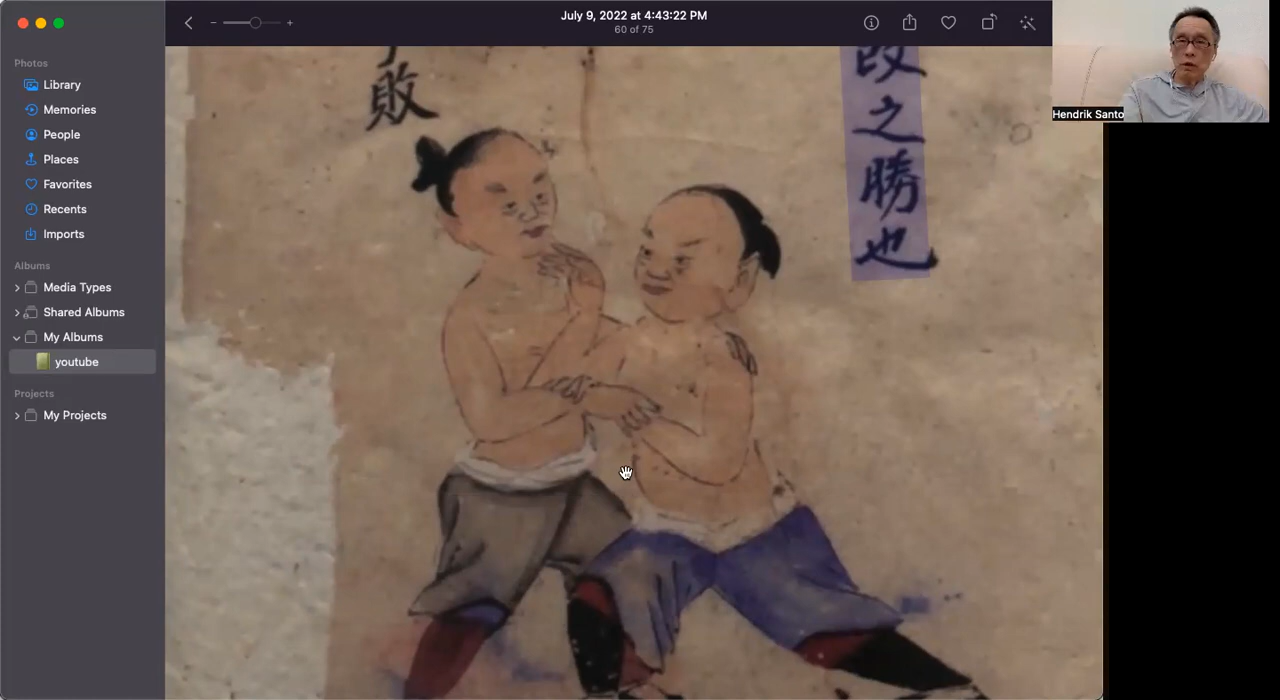 July 9, 2022 at 4:43:22 PM
60 of 75
Photos
Library
Memories
People
Places
Favorites
Recents
Imports
Albums
Media Types
Shared Albums
My Albums
youtube
Projects
My Projects
Hendrik Santo
之勝也
敗